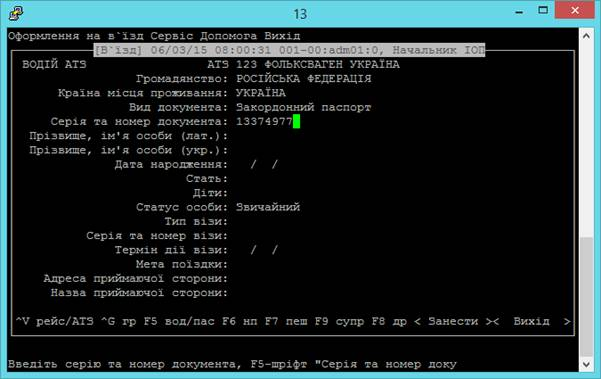 13
Оформлення на в`їзд Сервіс Допомога Вихід
[В`їзд] 06/03/15 08:00:31 001-00:adm01:0, Начальник ІОП
ВОДІЙ АТЗ АТЗ 123 ФОЛЬКСВАГЕН УКРАЇНА
Громадянство: РОСІЙСЬКА ФЕДЕРАЦІЯ
Країна місця проживання: УКРАЇНА
Вид документа: Закордонний паспорт
Серія та номер документа: 13374977
Прізвище, ім'я особи (лат.):
Прізвище, ім'я особи (укр.):
Дата народження: / /
Стать:
Діти:
Статус особи: Звичайний
Тип візи:
Серія та номер візи:
Термін дії візи: / /
Мета поїздки:
Адреса приймаючої сторони:
Назва приймаючої сторони:
^V рейс/АТЗ ^G гр F5 вод/пас F6 нп F7 пеш F9 супр F8 др < Занести >< Вихід >
Введіть серію та номер документа, F5-шрифт "Серія та номер доку